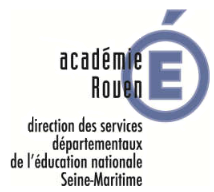 académie
Rouen
É
direction des services
départementaux
de l'éducation nationale
Seine-Maritime